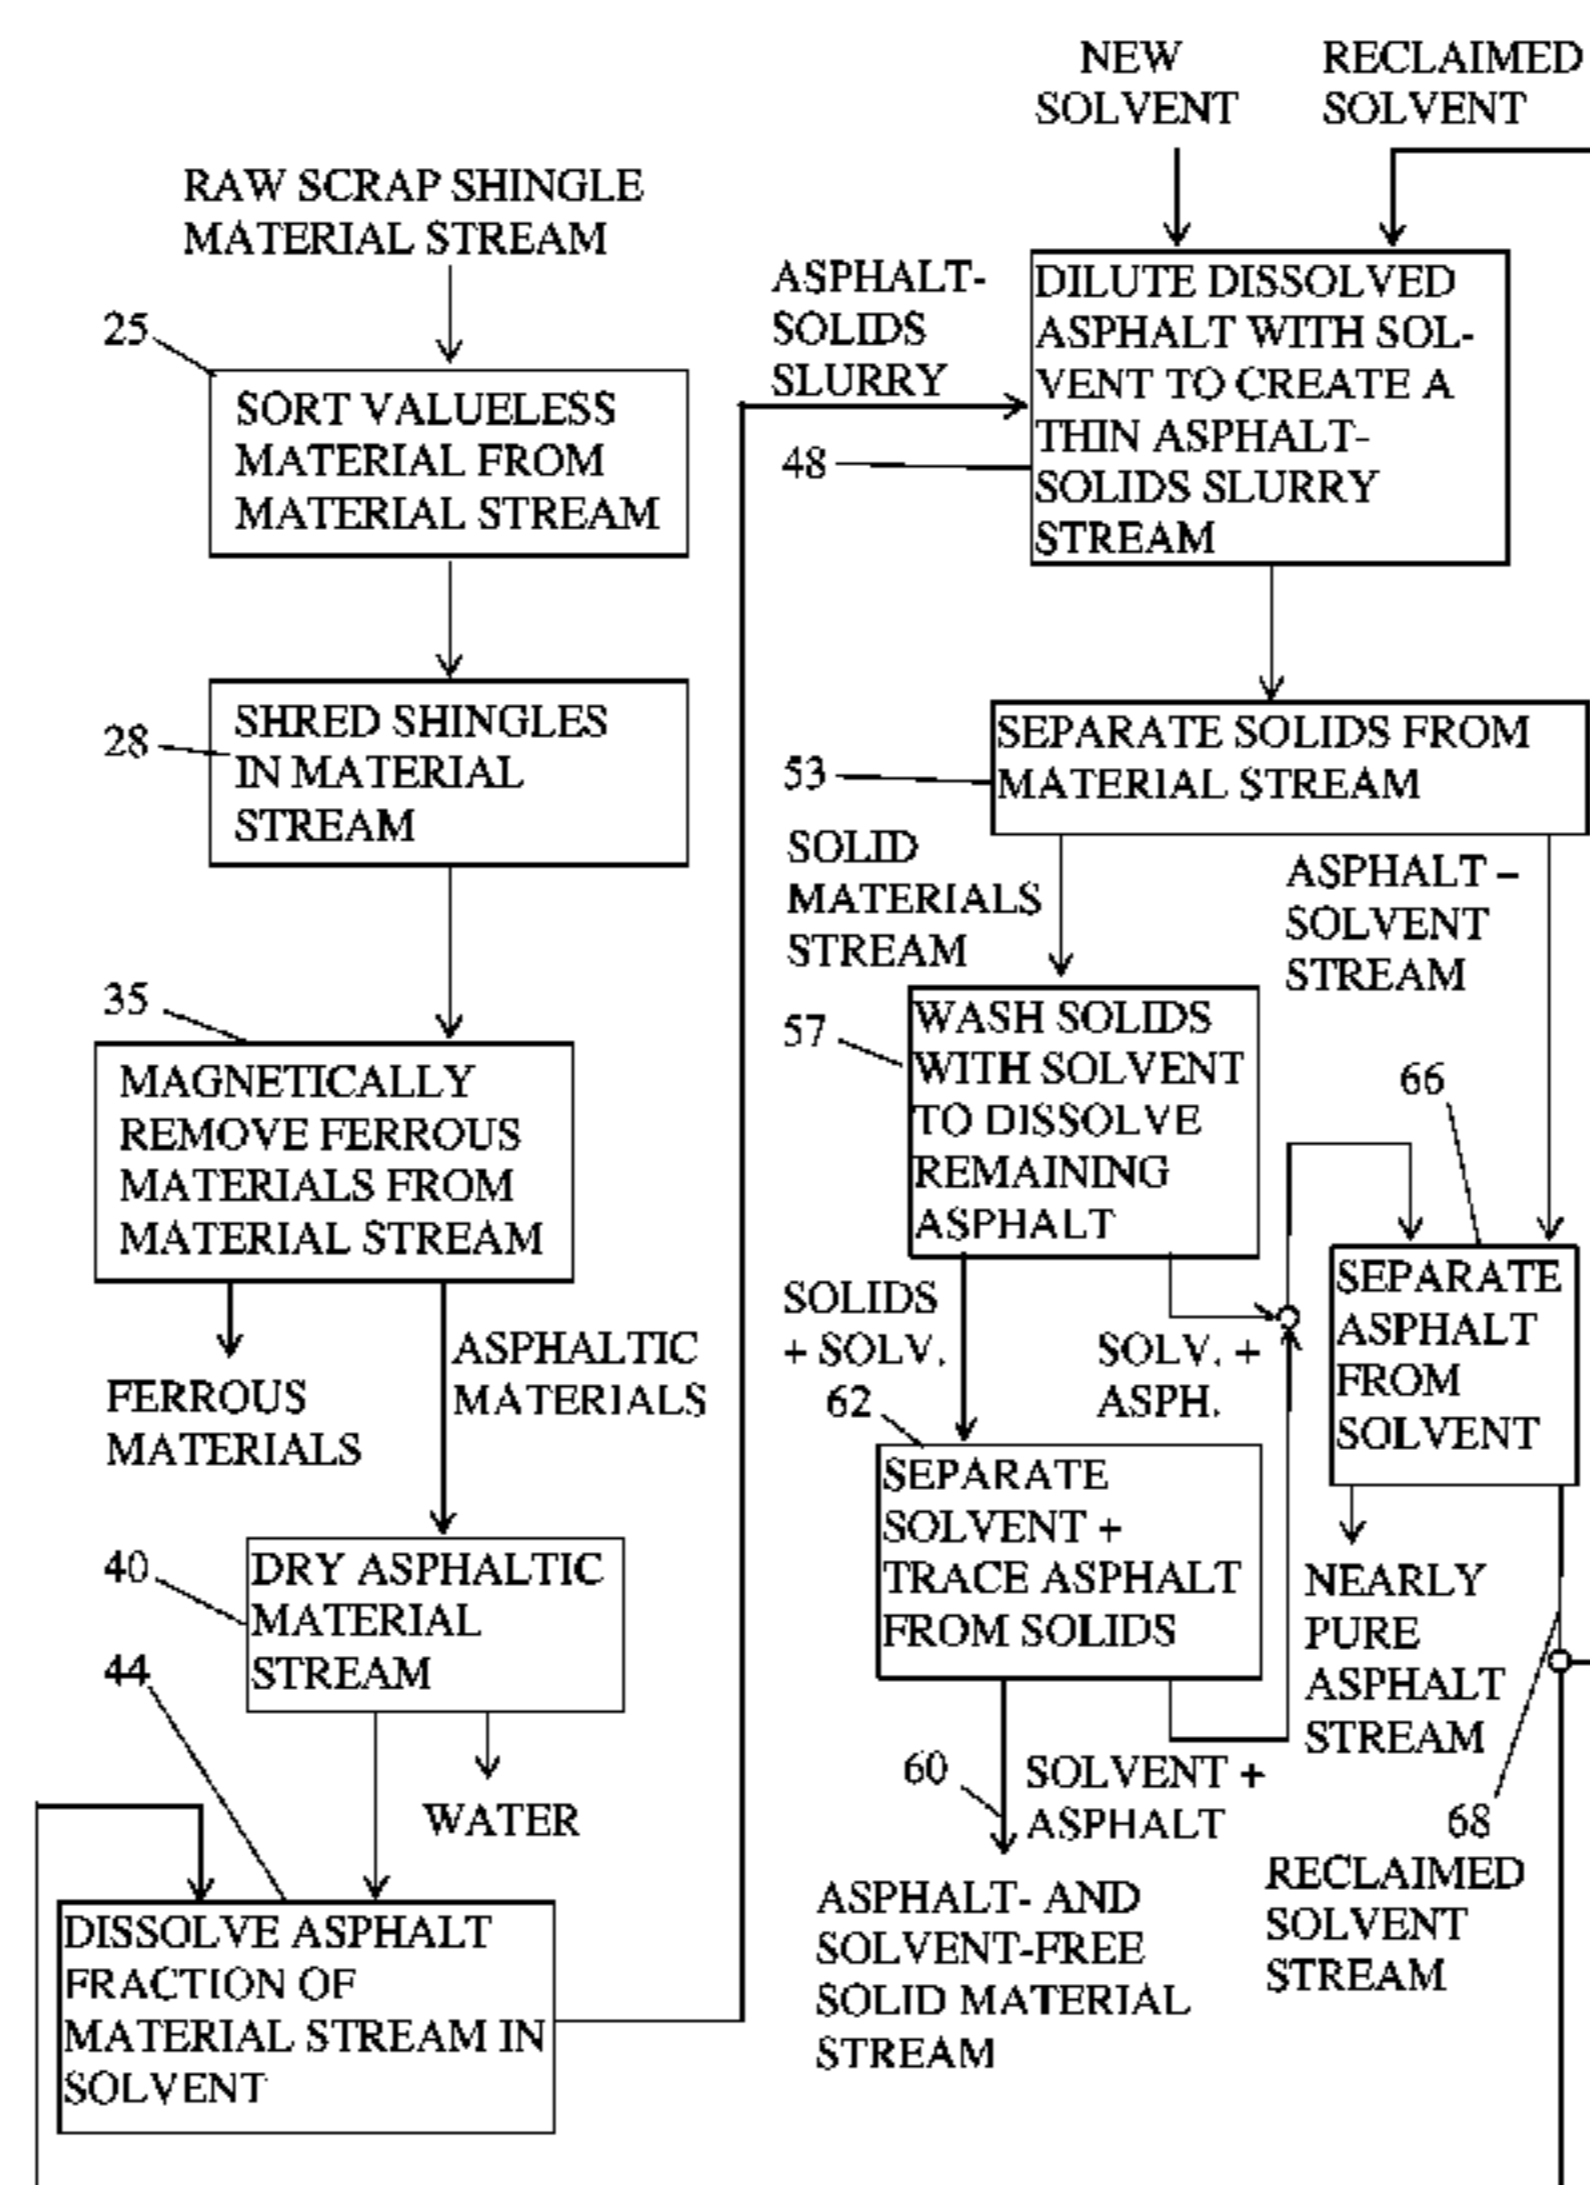 RAW SCRAP SHINGLE
MATERIAL STREAM
25
SORT VALUELESS
MATERIAL FROM
MATERIAL STREAM
28
SHRED SHINGLES
IN MATERIAL
STREAM
35
MAGNETICALLY
REMOVE FERROUS
MATERIALS FROM
MATERIAL STREAM
FERROUS
MATERIALS
ASPHALTIC
MATERIALS
40
DRY ASPHALTIC
MATERIAL
STREAM
44
WATER
DISSOLVE ASPHALT
FRACTION OF
MATERIAL STREAM IN
SOLVENT
NEW
SOLVENT
RECLAIMED
SOLVENT
ASPHALT-
SOLIDS
SLURRY
48
DILUTE DISSOLVED
ASPHALT WITH SOL-
VENT TO CREATE A
THIN ASPHALT-
SOLIDS SLURRY
STREAM
53
SEPARATE SOLIDS FROM
MATERIAL STREAM
SOLID
MATERIALS
STREAM
ASPHALT –
SOLVENT
STREAM
57
WASH SOLIDS
WITH SOLVENT
TO DISSOLVE
REMAINING
ASPHALT
66
SEPARATE
ASPHALT
FROM
SOLVENT
SOLIDS
+ SOLV.
SOLV. +
ASPH.
62
SEPARATE
SOLVENT +
TRACE ASPHALT
FROM SOLIDS
NEARLY
PURE
ASPHALT
STREAM
60
SOLVENT +
ASPHALT
68
RECLAIMED
SOLVENT
STREAM
ASPHALT- AND
SOLVENT-FREE
SOLID MATERIAL
STREAM